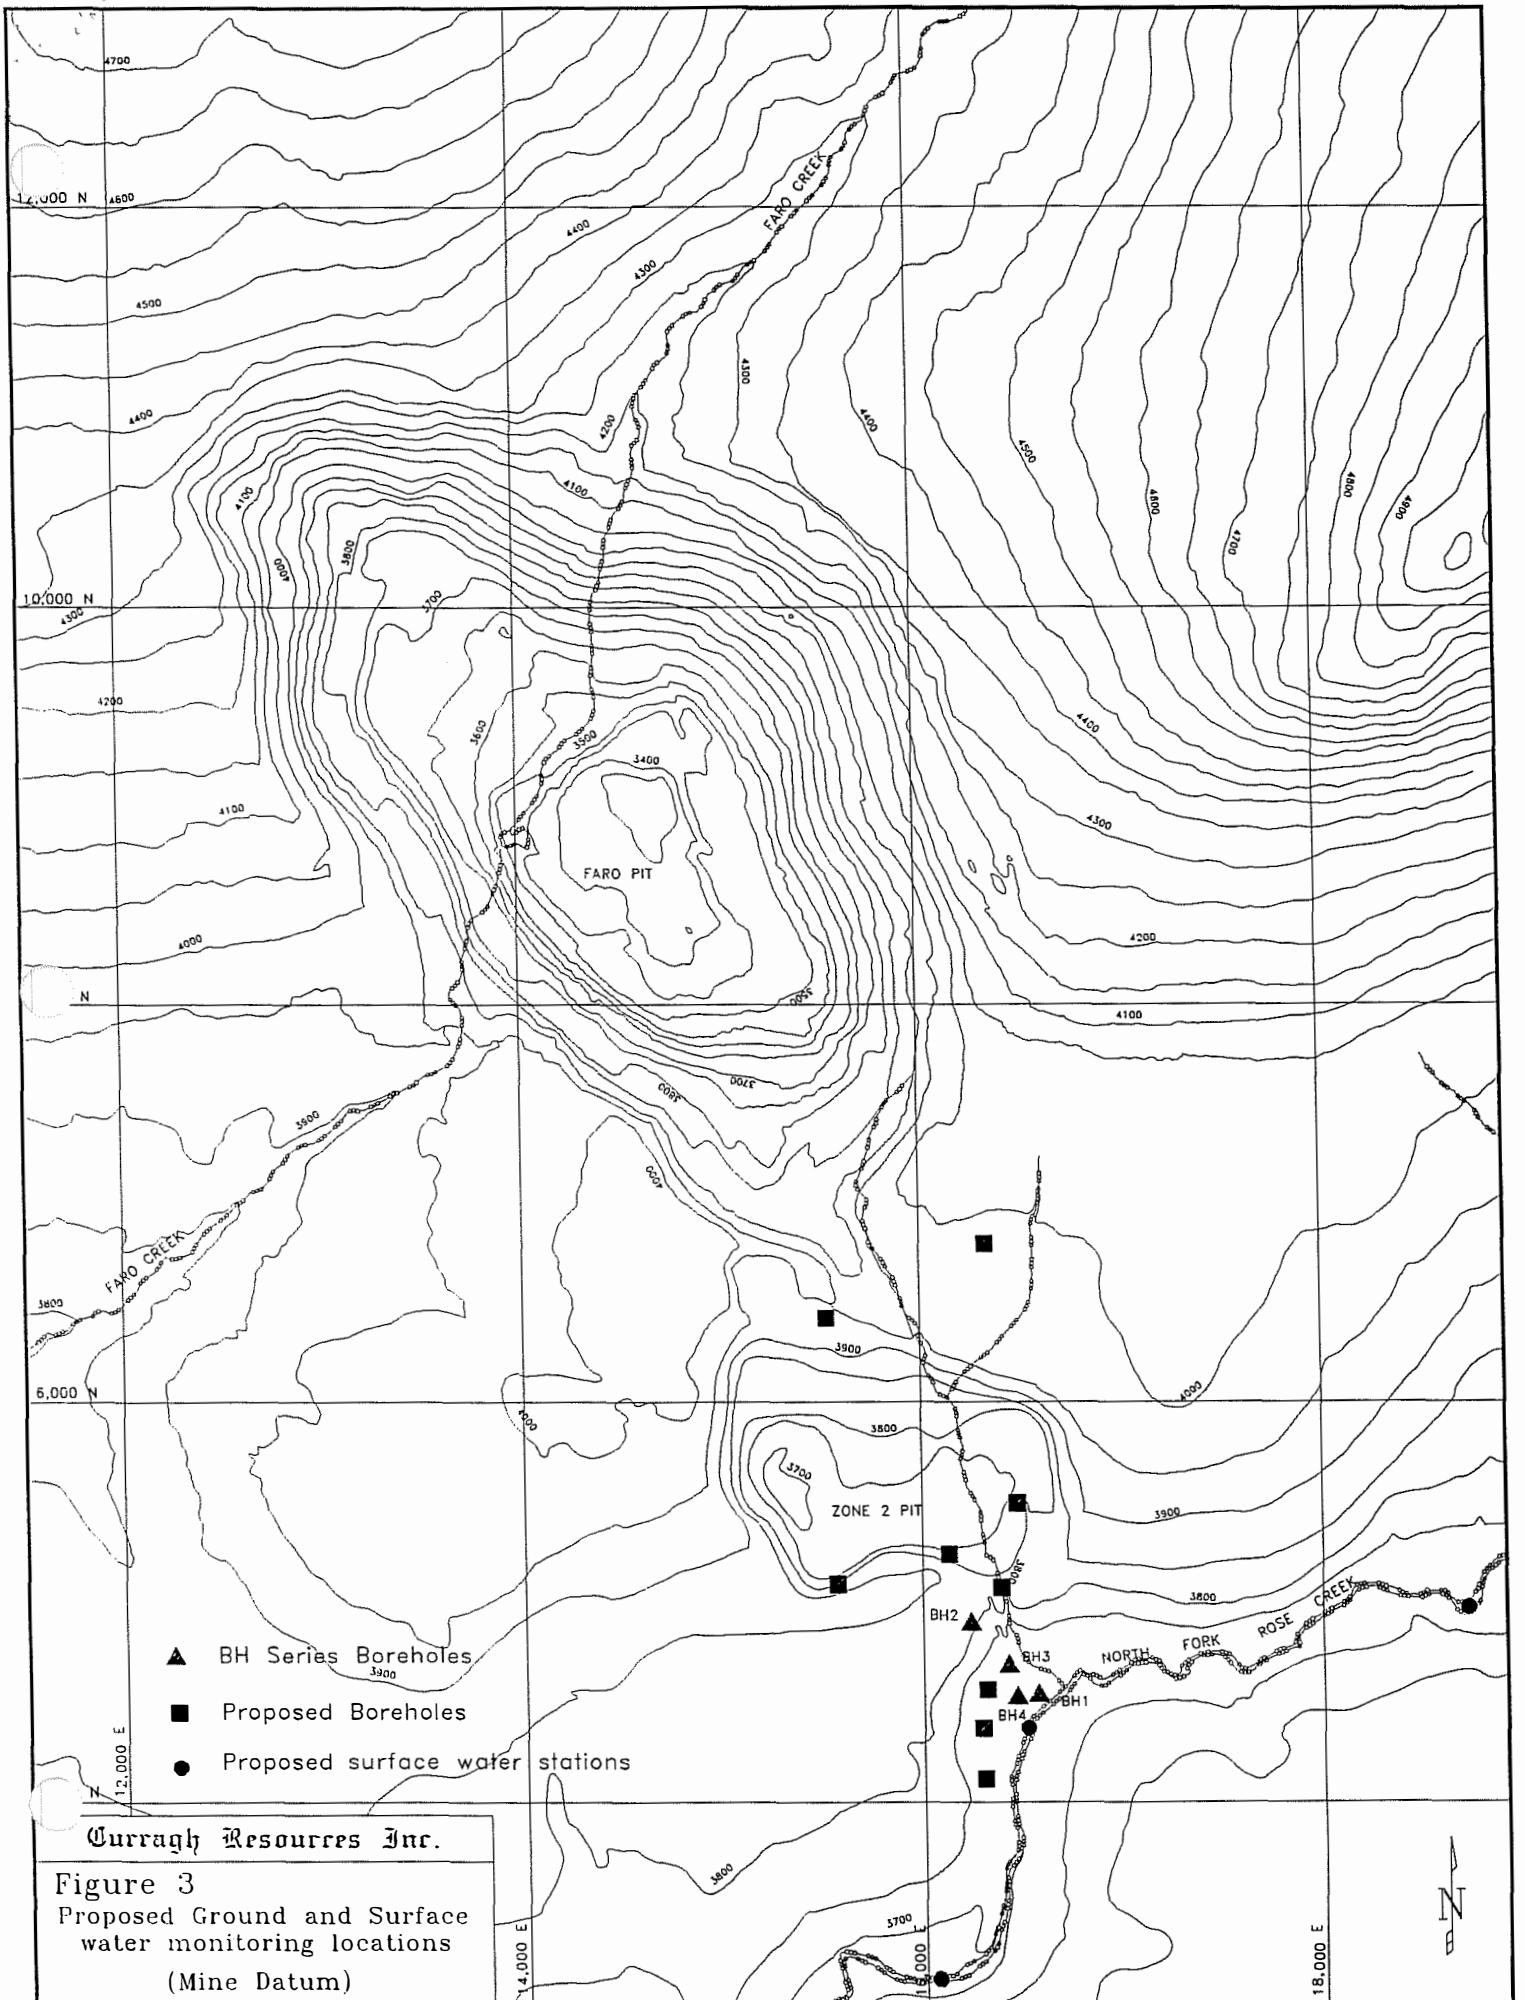 4700
12,000 N
4600
FARO CREEK
4400
4300
4500
4300
4400
4200
4400
4500
4100
4100
4600
4800
4900
4700
3800
4000
10,000 N
4300
3700
4200
3600
3500
4400
3400
4100
4300
FARO PIT
4000
4200
N
3500
4100
3700
3800
3900
4000
FARO CREEK
3800
3900
6,000 N
4000
4000
3800
3700
ZONE 2 PIT
3900
3800
3800
BH2
NORTH FORK ROSE CREEK
BH3
BH1
BH4
▲ BH Series Boreholes
3900
■ Proposed Boreholes
● Proposed surface water stations
12,000 E
N
Curragh Resources Inc.
Figure 3
Proposed Ground and Surface
water monitoring locations
(Mine Datum)
3800
3700
14,000 E
000 E
18,000 E
N